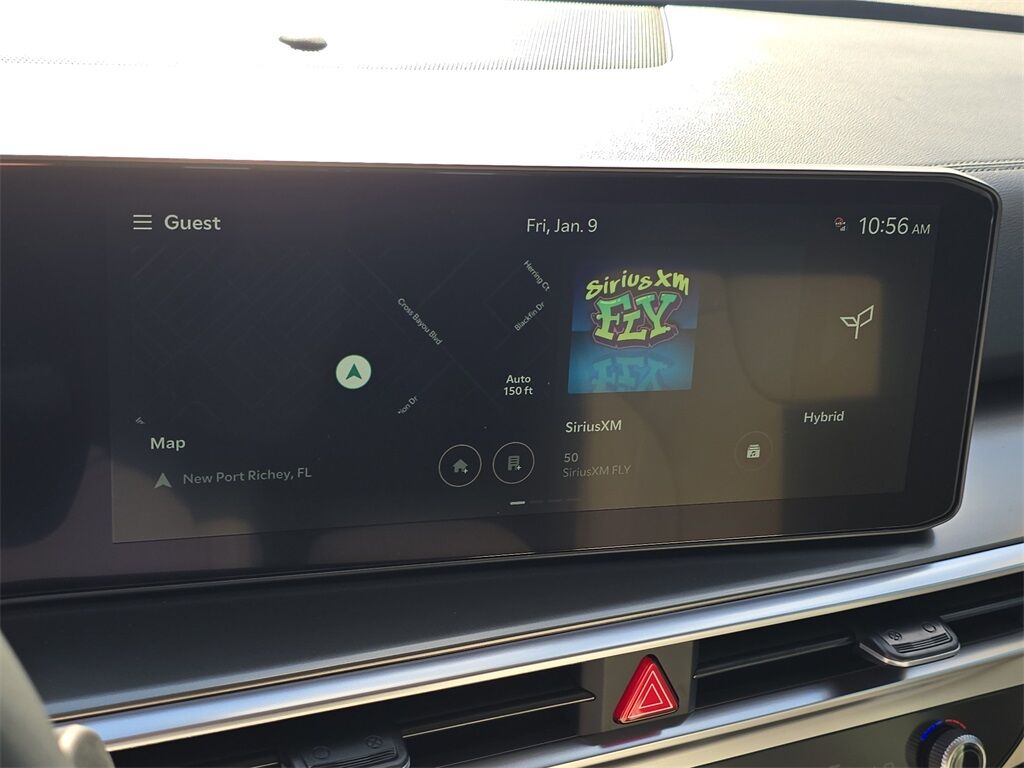 Guest
Fri, Jan. 9
10:56 AM
Herring Ct
Cross Bayou Blvd
Blackfin Dr
SiriusXM
FLY
Auto
150 ft
Dr
Map
New Port Richey, FL
SiriusXM
50
SiriusXM FLY
Hybrid